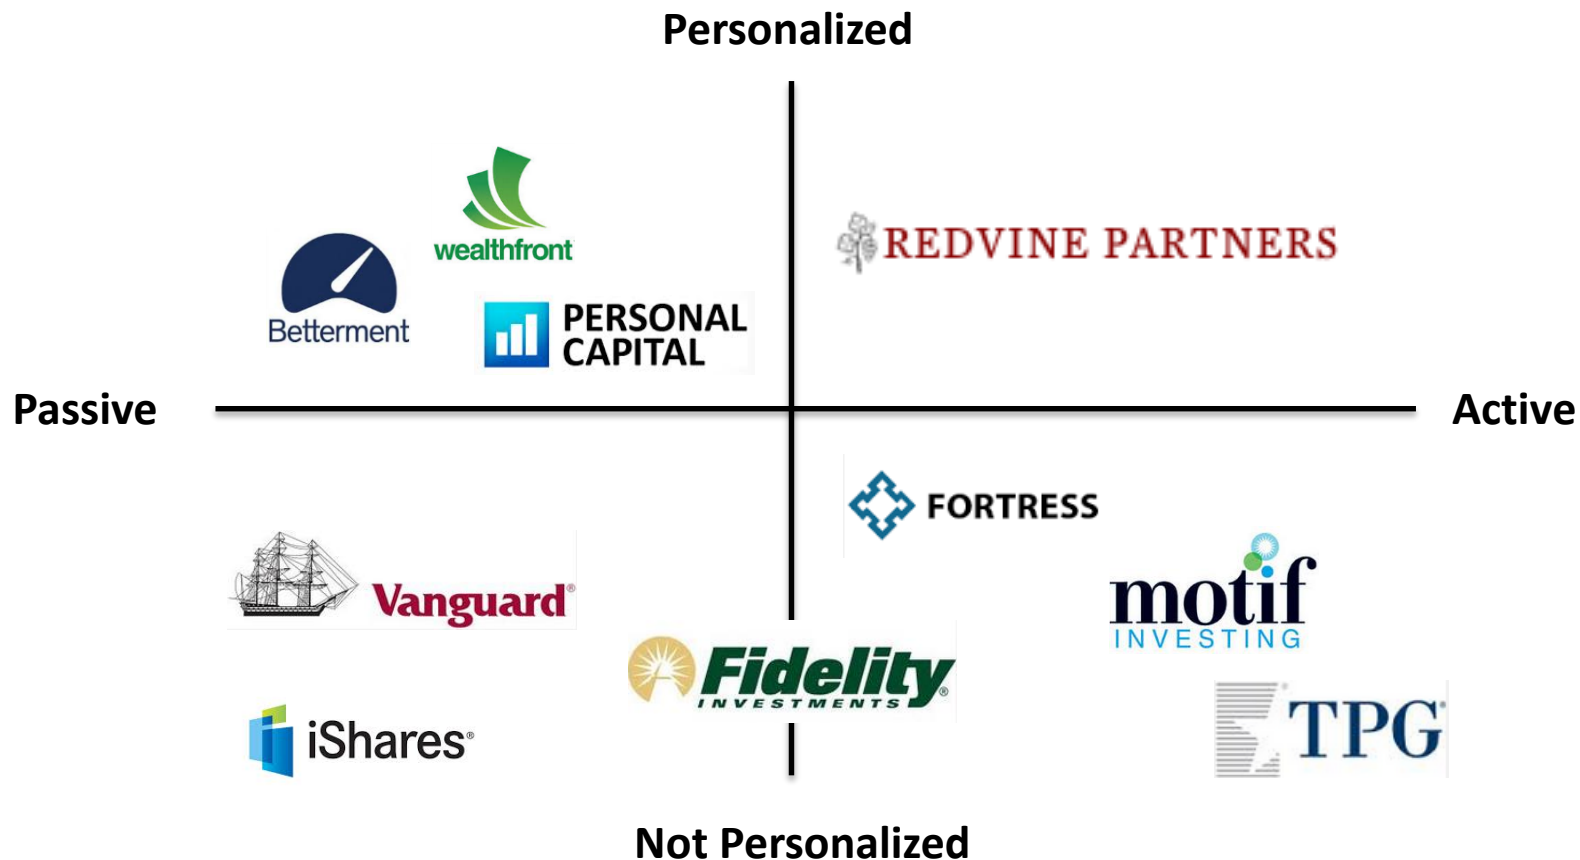 Personalized
wealthfront
REDVINE PARTNERS
Betterment
PERSONAL
CAPITAL
Passive
Active
FORTRESS
Vanguard®
motif
INVESTING
Fidelity
INVESTMENTS®
iShares®
TPG
Not Personalized